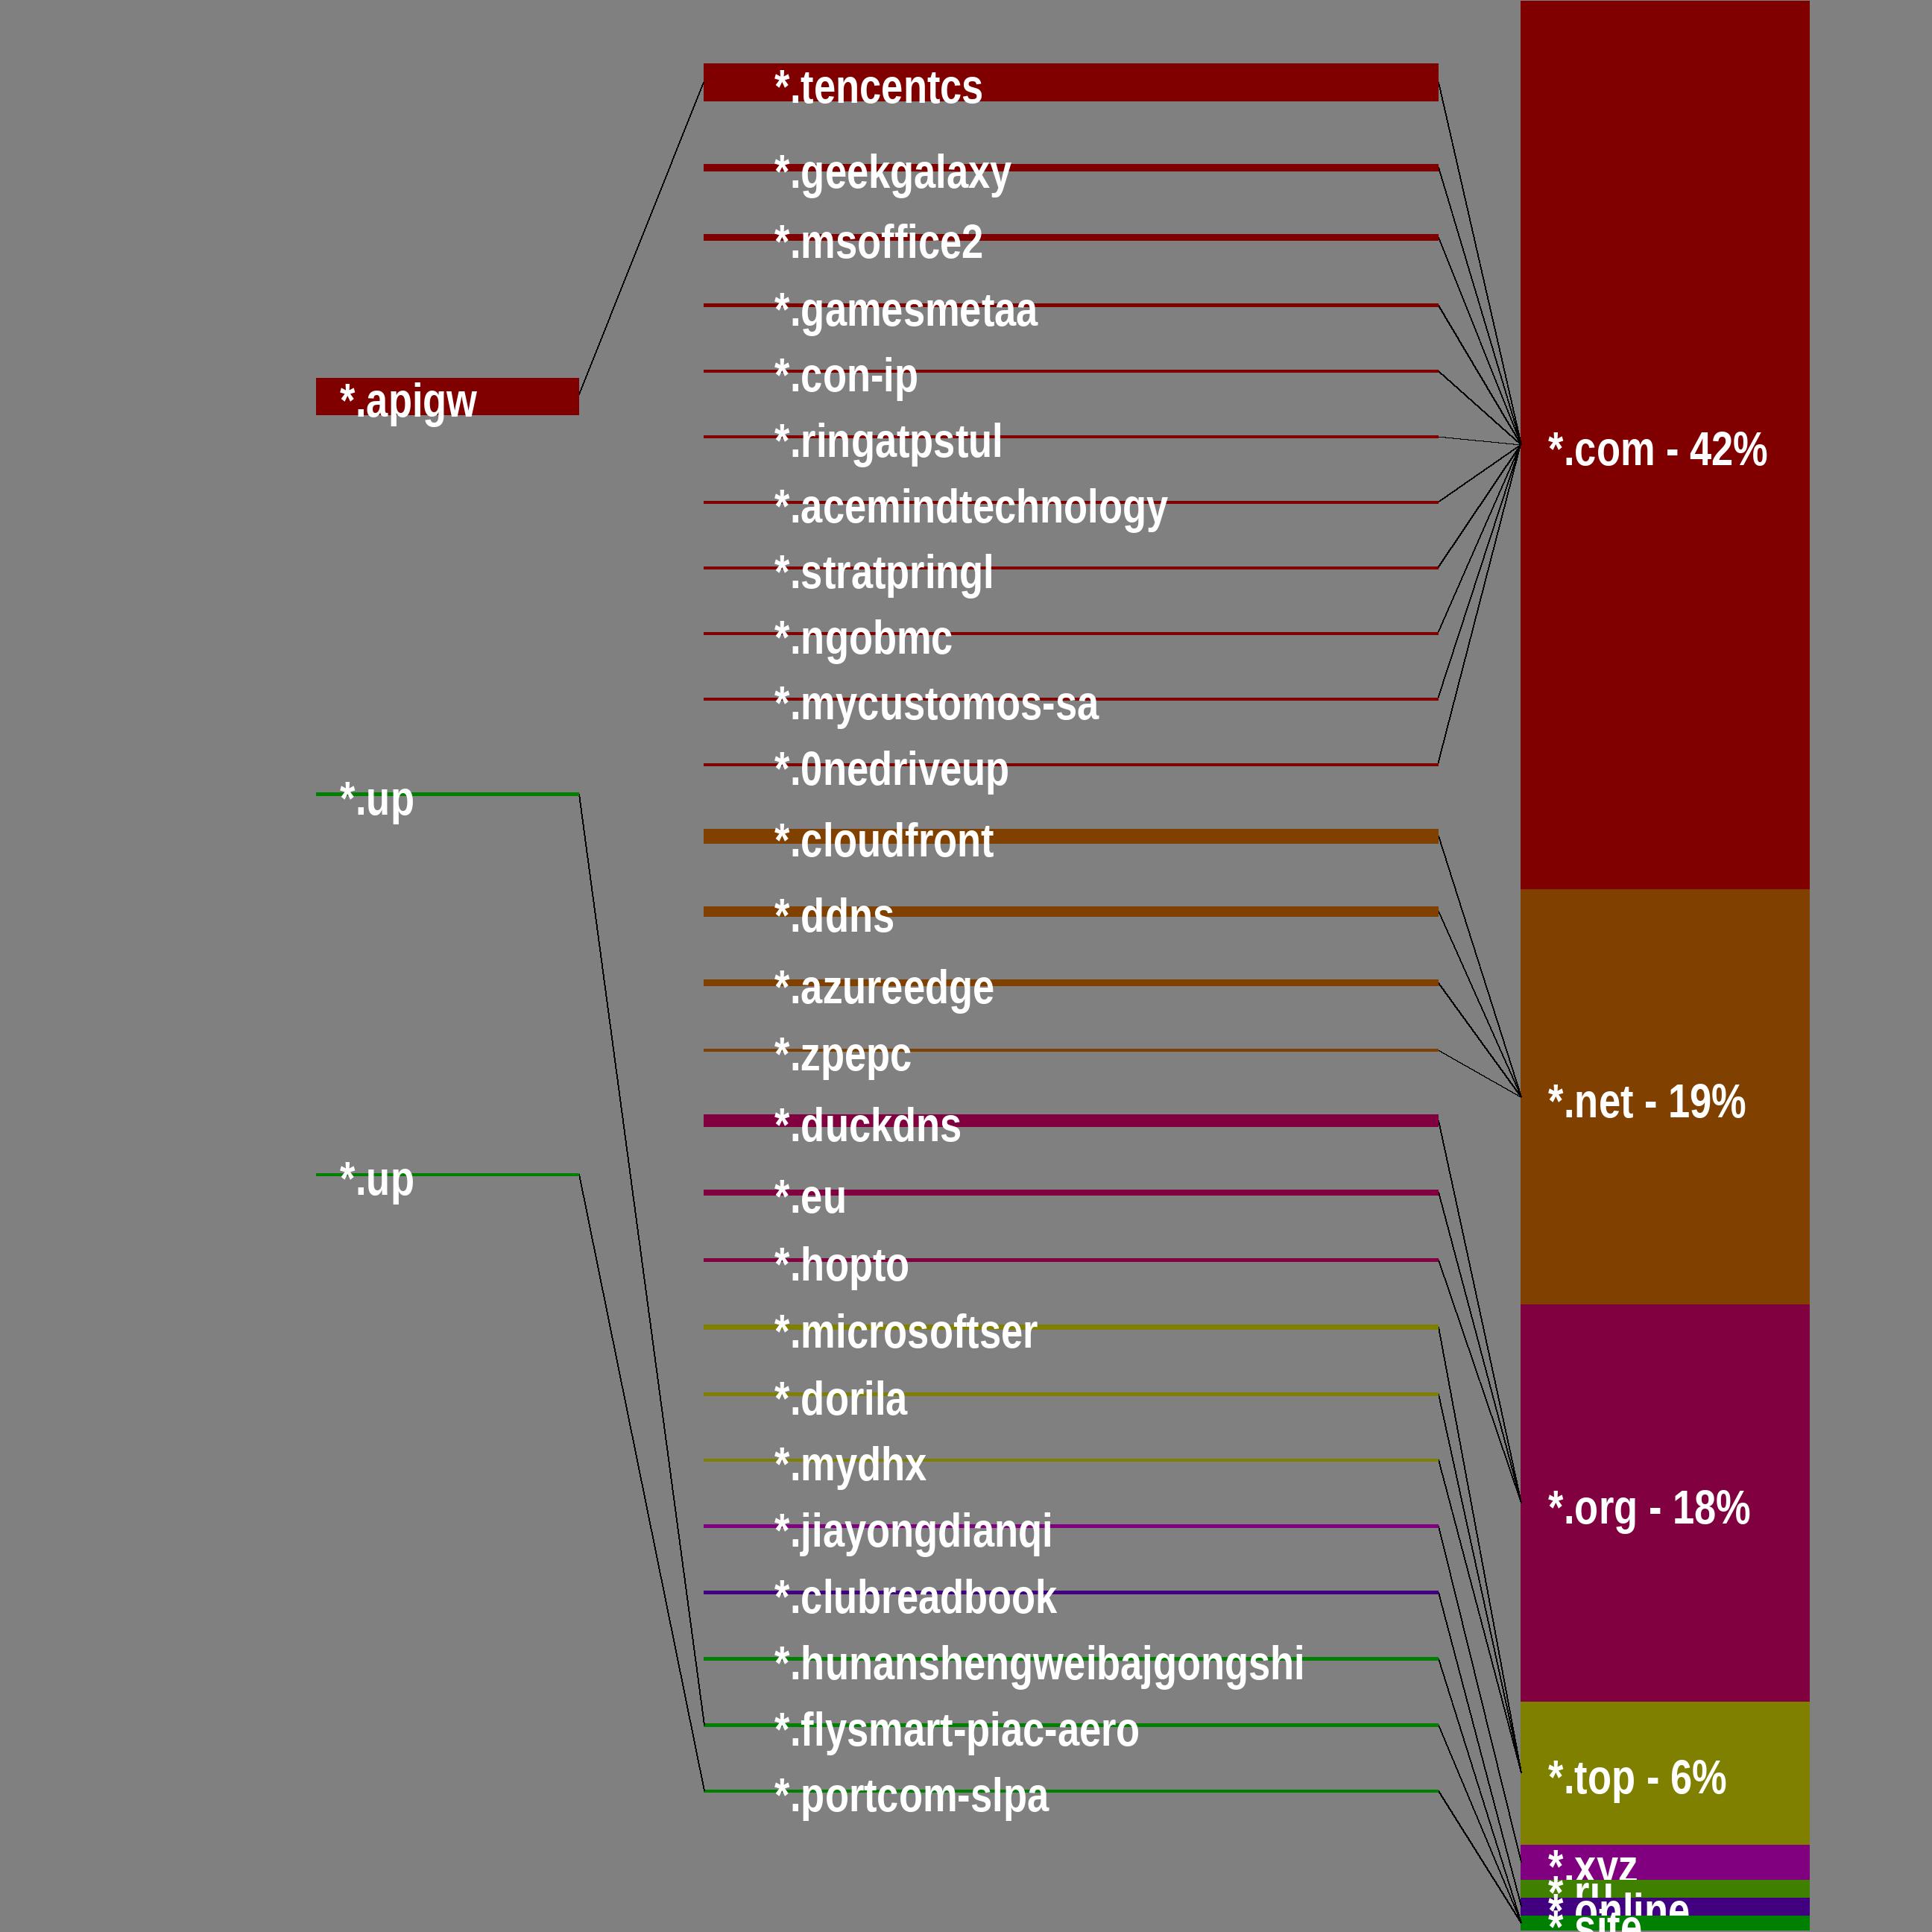 *.apigw
*.up
*.up
*.tencentcs
*.geekgalaxy
*.msoffice2
*.gamesmetaa
*.con-ip
*.ringatpstul
*.acemindtechnology
*.stratpringl
*.ngobmc
*.mycustomos-sa
*.0nedriveup
*.cloudfront
*.ddns
*.azureedge
*.zpepc
*.duckdns
*.eu
*.hopto
*.microsoftser
*.dorila
*.mydhx
*.jiayongdianqi
*.clubreadbook
*.hunanshengweibajgongshi
*.flysmart-piac-aero
*.portcom-slpa
*.com - 42%
*.net - 19%
*.org - 18%
*.top - 6%
*.xyz
*.ru
*.online
*.site